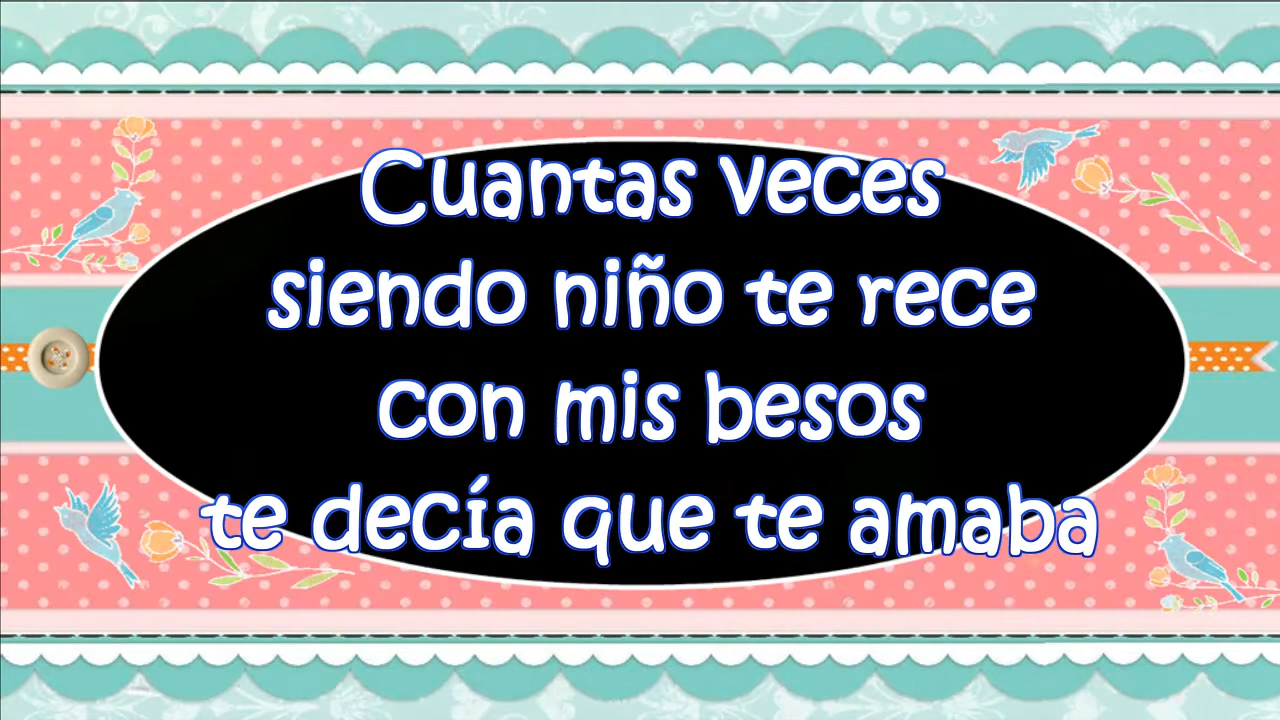 Cuantas veces
siendo niño te rece
con mis besos
te decía que te amaba